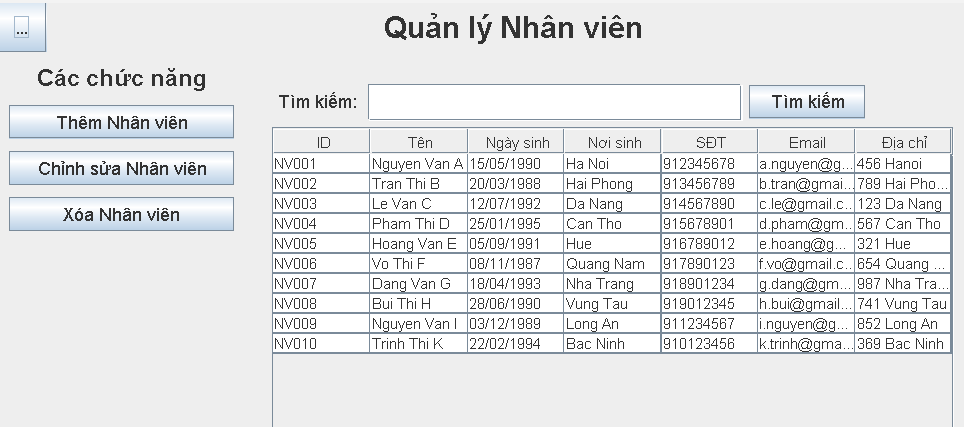 ...
Quản lý Nhân viên
Các chức năng
Thêm Nhân viên
Chỉnh sửa Nhân viên
Xóa Nhân viên
Tìm kiếm: Tìm kiếm
ID Tên Ngày sinh Nơi sinh SĐT Email Địa chỉ
NV001 Nguyen Van A 15/05/1990 Ha Noi 912345678 a.nguyen@g... 456 Hanoi
NV002 Tran Thi B 20/03/1988 Hai Phong 913456789 b.tran@gmai... 789 Hai Pho...
NV003 Le Van C 12/07/1992 Da Nang 914567890 c.le@gmail.c... 123 Da Nang
NV004 Pham Thi D 25/01/1995 Can Tho 915678901 d.pham@gm... 567 Can Tho
NV005 Hoang Van E 05/09/1991 Hue 916789012 e.hoang@g... 321 Hue
NV006 Vo Thi F 08/11/1987 Quang Nam 917890123 f.vo@gmail.c... 654 Quang ...
NV007 Dang Van G 18/04/1993 Nha Trang 918901234 g.dang@gm... 987 Nha Tra...
NV008 Bui Thi H 28/06/1990 Vung Tau 919012345 h.bui@gmail... 741 Vung Tau
NV009 Nguyen Van I 03/12/1989 Long An 911234567 i.nguyen@g... 852 Long An
NV010 Trinh Thi K 22/02/1994 Bac Ninh 910123456 k.trinh@gma... 369 Bac Ninh